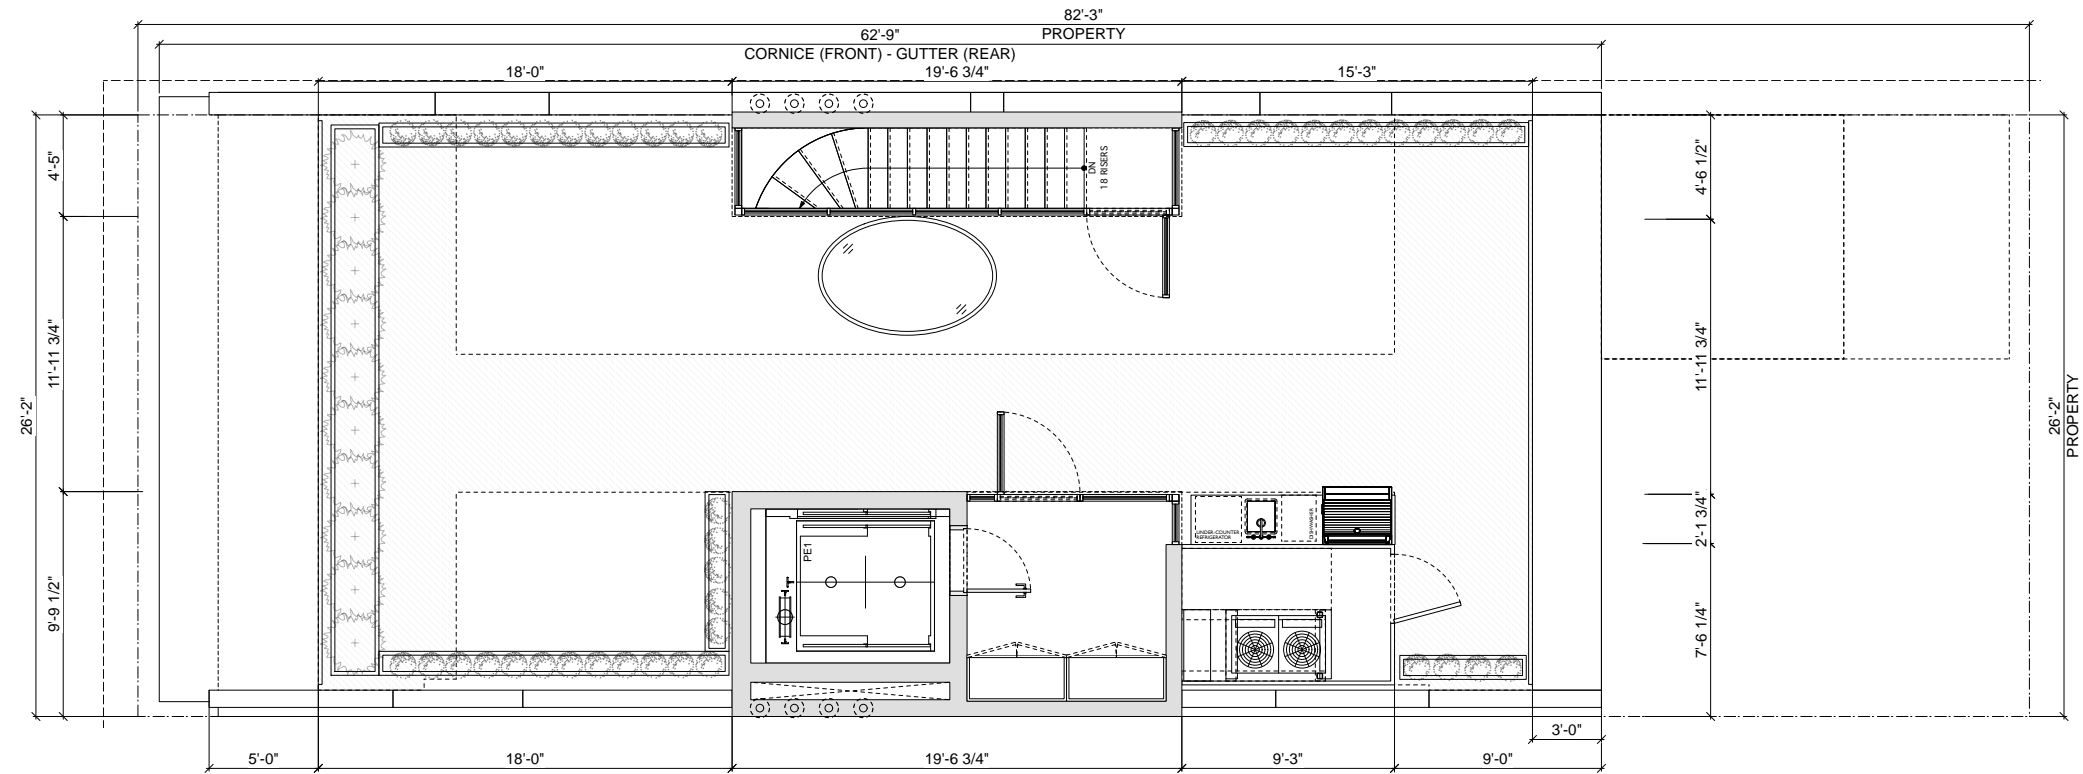 82'-3"
PROPERTY
62'-9"
CORNICE (FRONT) - GUTTER (REAR)
18'-0"
19'-6 3/4"
15'-3"
4'-5"
11'-11 3/4"
9'-9 1/2"
26'-2"
DN
18 RISERS
PE1
UNDER-COUNTER
REFRIGERATOR
DISHWASHER
4'-6 1/2"
11'-11 3/4"
2'-1 3/4"
7'-6 1/4"
26'-2"
PROPERTY
3'-0"
5'-0"
18'-0"
19'-6 3/4"
9'-3"
9'-0"